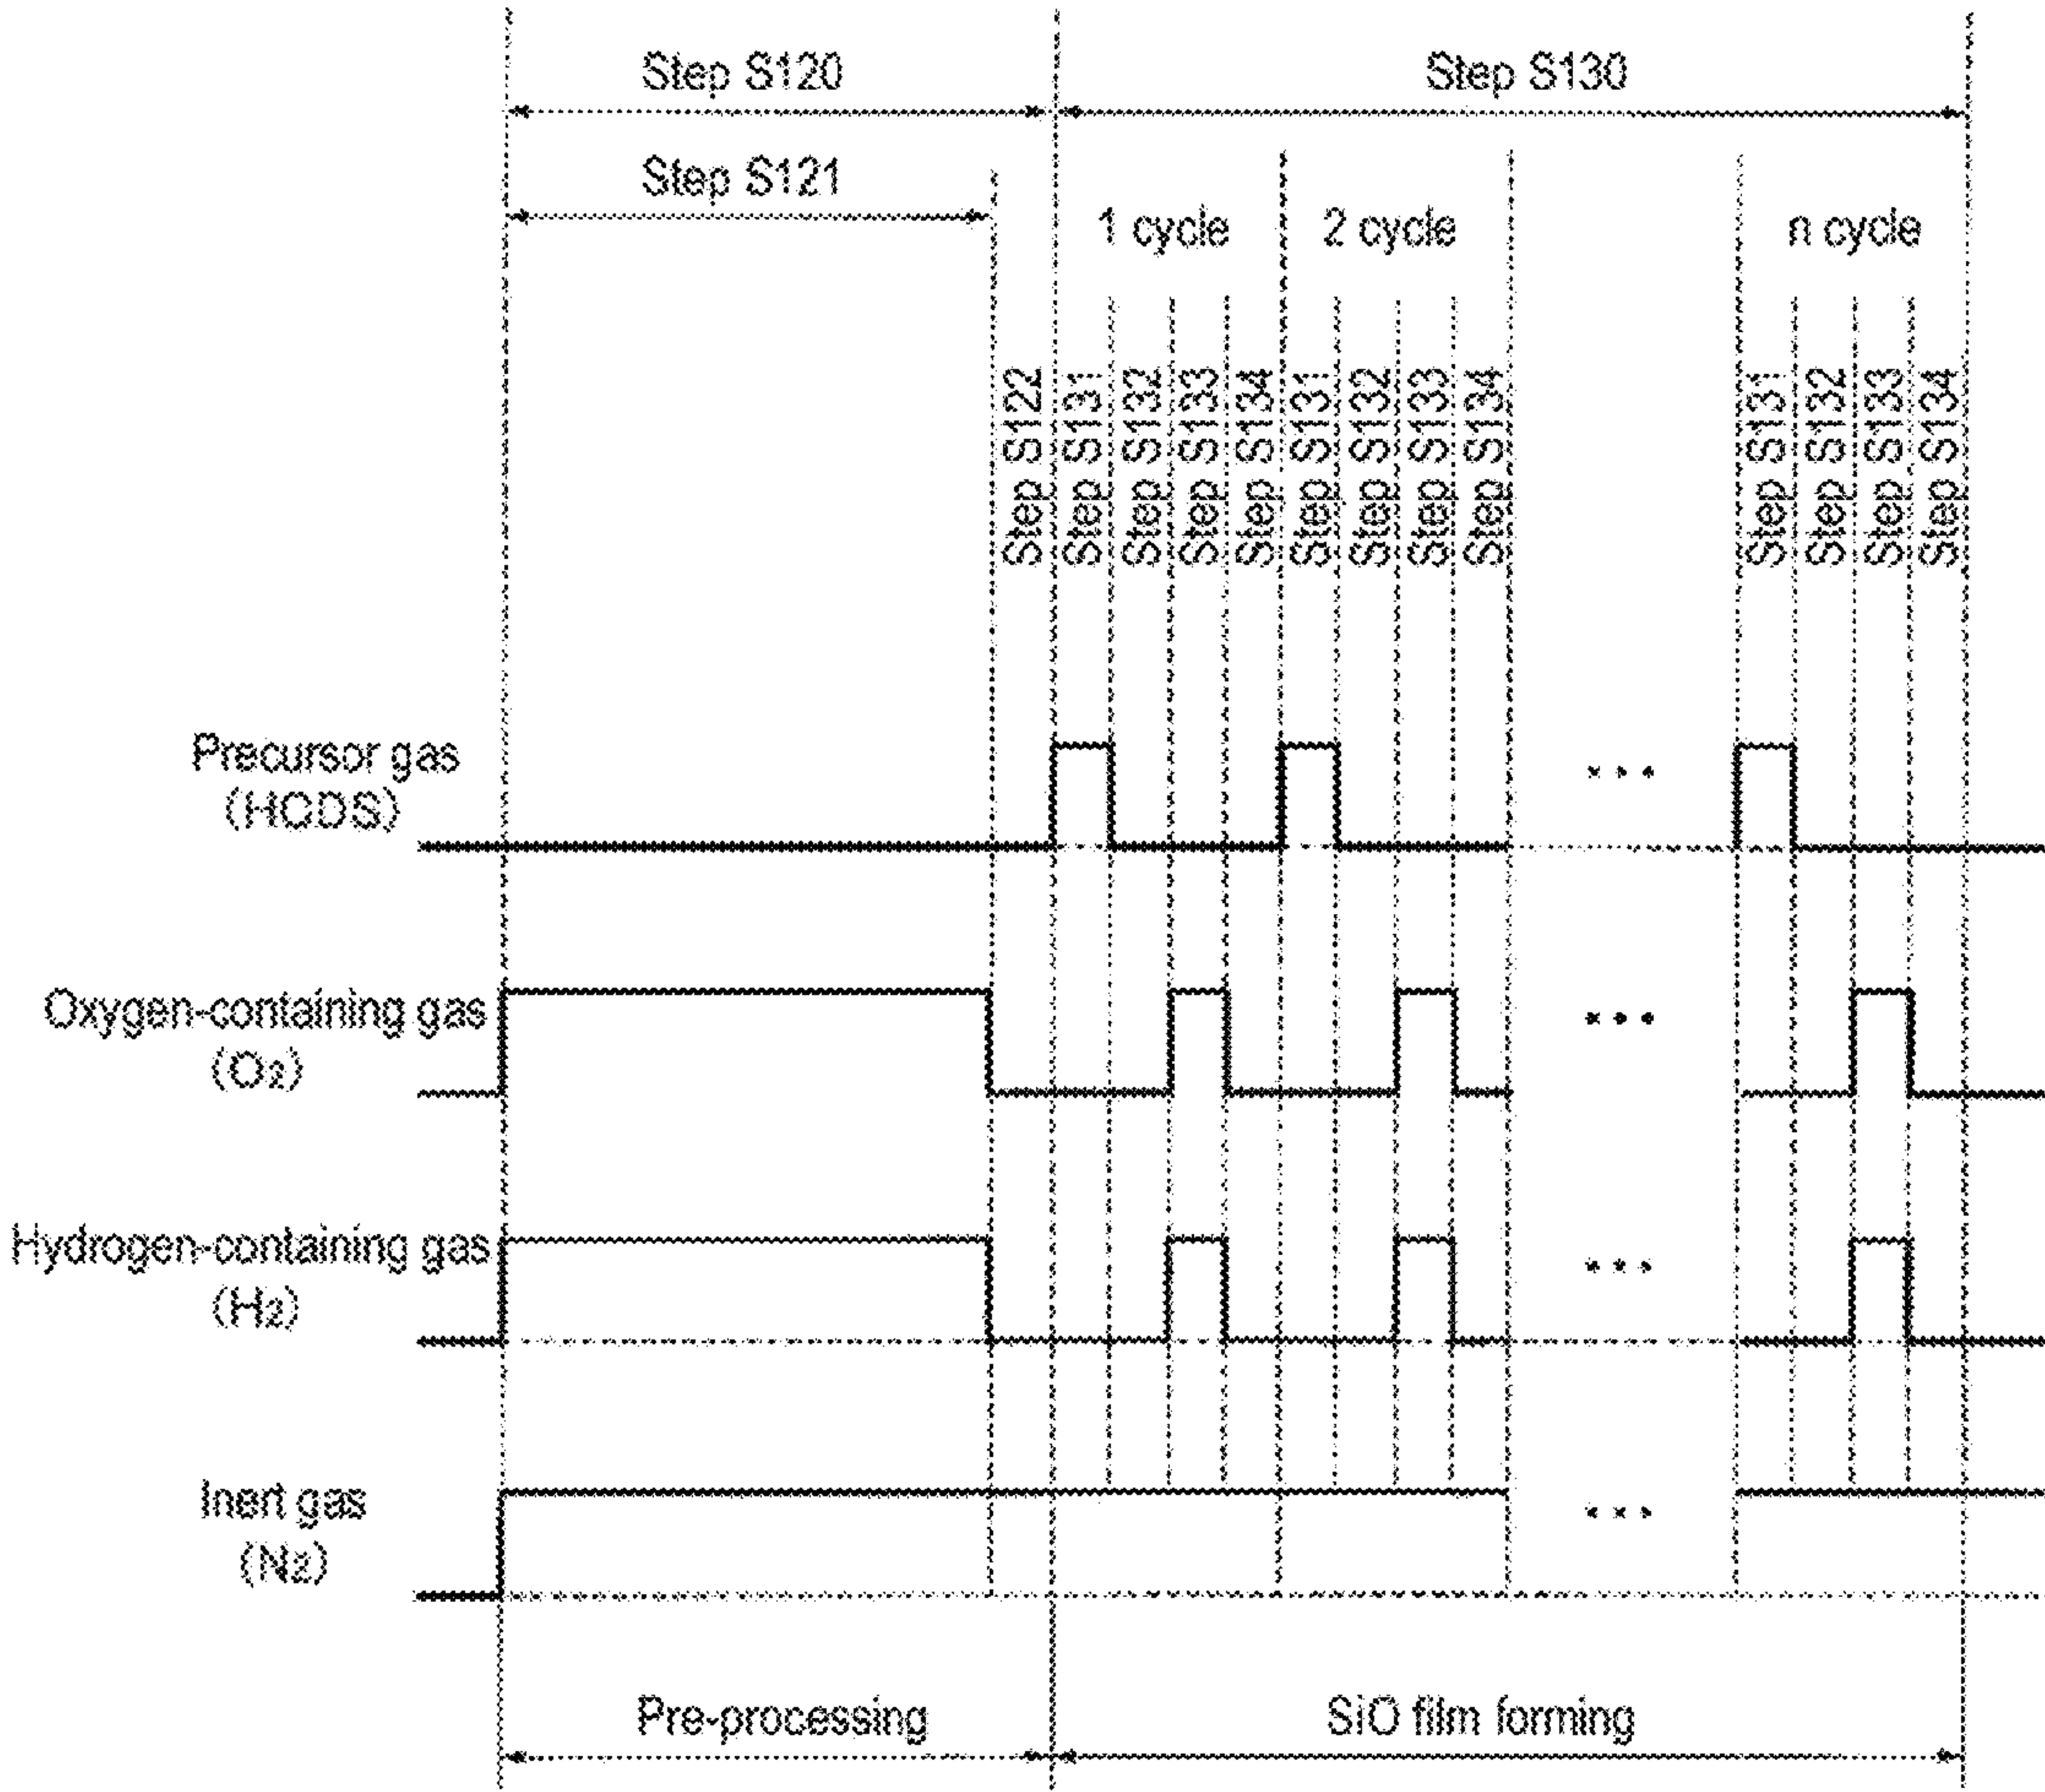 Step S120
Step S130
Step S121
1 cycle
2 cycle
n cycle
Step S122
Step S131
Step S132
Step S133
Step S134
Step S131
Step S132
Step S133
Step S134
Step S131
Step S132
Step S133
Step S134
Precursor gas
(HCDS)
Oxygen-containing gas
(O2)
Hydrogen-containing gas
(H2)
Inert gas
(N2)
Pre-processing
SiO film forming